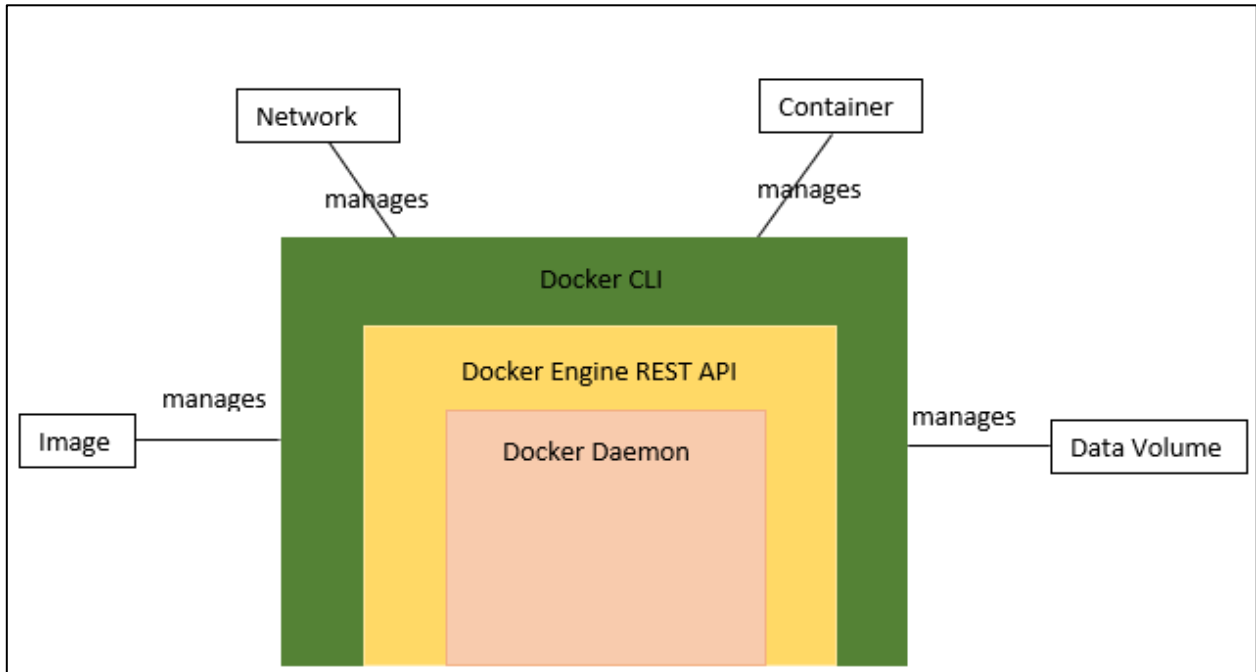 Network
Container
manages
manages
Docker CLI
Docker Engine REST API
manages
manages
Image
Docker Daemon
Data Volume